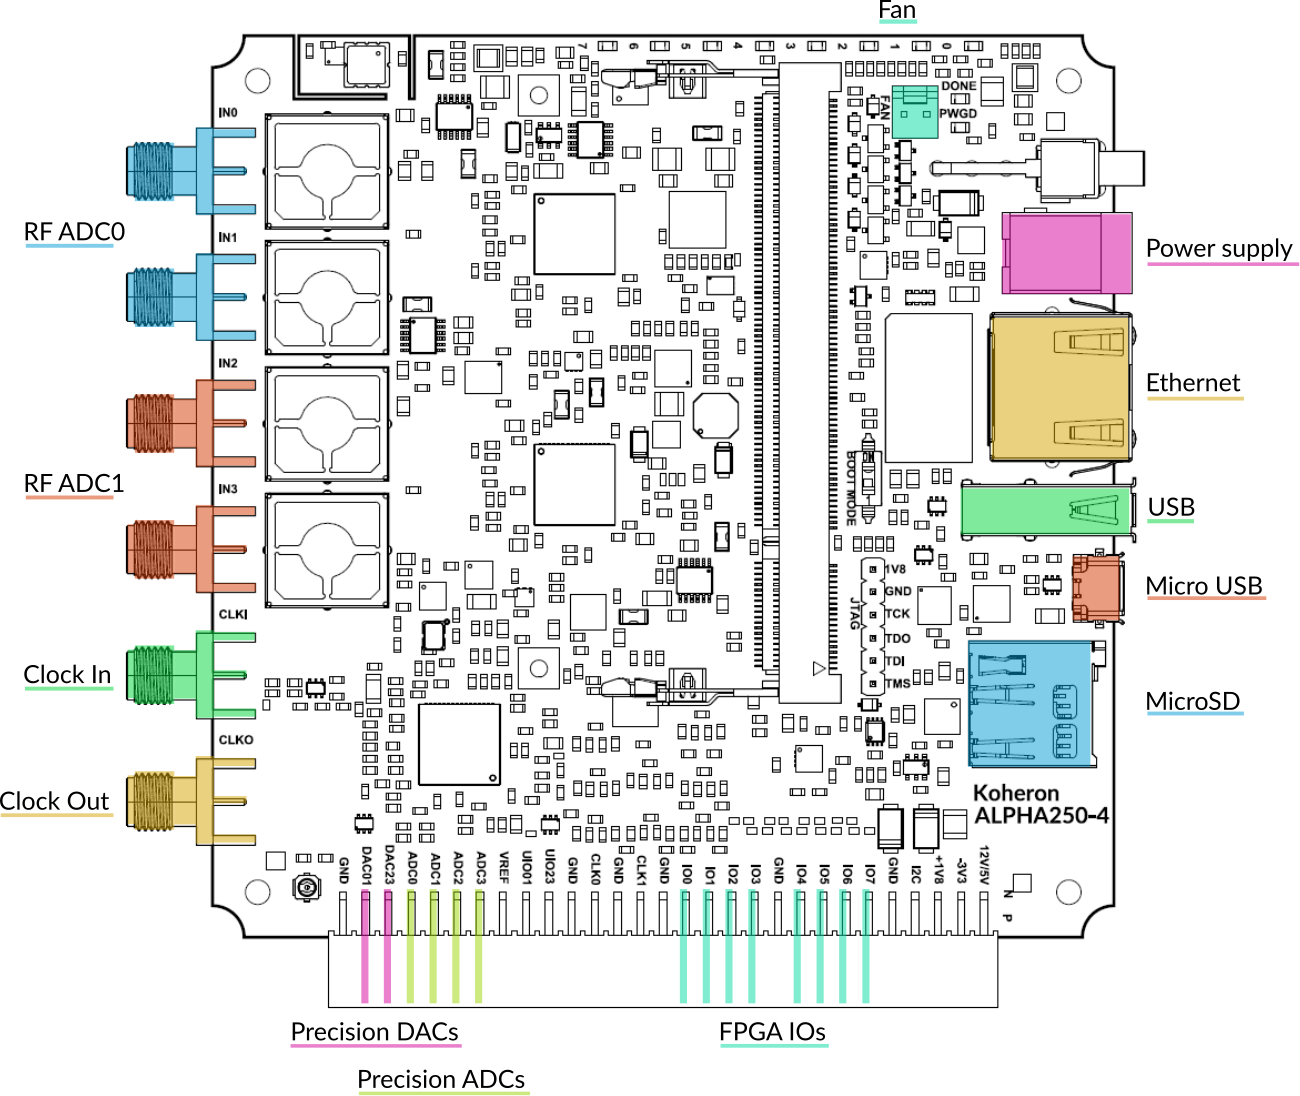 Fan
7 6 5 4 3 2 1 0
DONE
FAN
PWGD
IN0
RF ADC0
IN1
Power supply
IN2
Ethernet
RF ADC1
BOOT MODE
1
IN3
USB
JTAG
1V8
GND
TCK
TDO
TDI
TMS
Micro USB
CLKI
Clock In
MicroSD
CLKO
Clock Out
Koheron
ALPHA250-4
GND DAC01 DAC23 ADC0 ADC1 ADC2 ADC3 VREF UIO01 UIO23 GND CLK0 GND CLK1 GND IO0 IO1 IO2 IO3 GND IO4 IO5 IO6 IO7 GND I2C +1V8 -3V3 12V/5V
N
P
Precision DACs
FPGA IOs
Precision ADCs